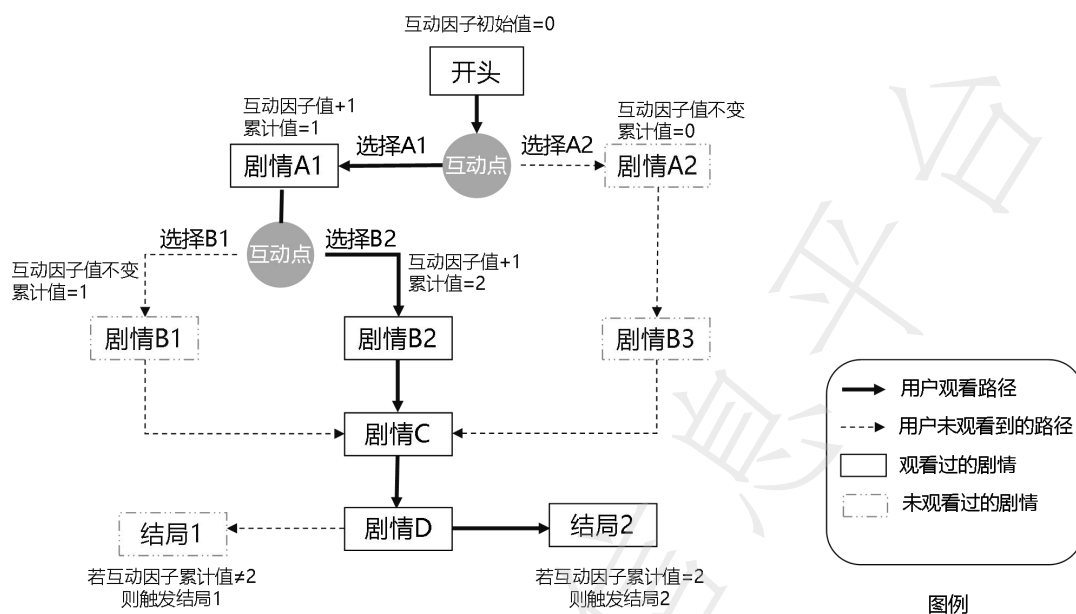 互动因子初始值=0
开头
互动因子值+1
累计值=1
互动因子值不变
累计值=0
选择A1
互动点
选择A2
剧情A1
剧情A2
选择B1
互动点
选择B2
互动因子值不变
累计值=1
互动因子值+1
累计值=2
剧情B1
剧情B2
剧情B3
用户观看路径
用户未观看到的路径
剧情C
观看过的剧情
未观看过的剧情
结局1
剧情D
结局2
若互动因子累计值≠2
则触发结局1
若互动因子累计值=2
则触发结局2
图例
息平台